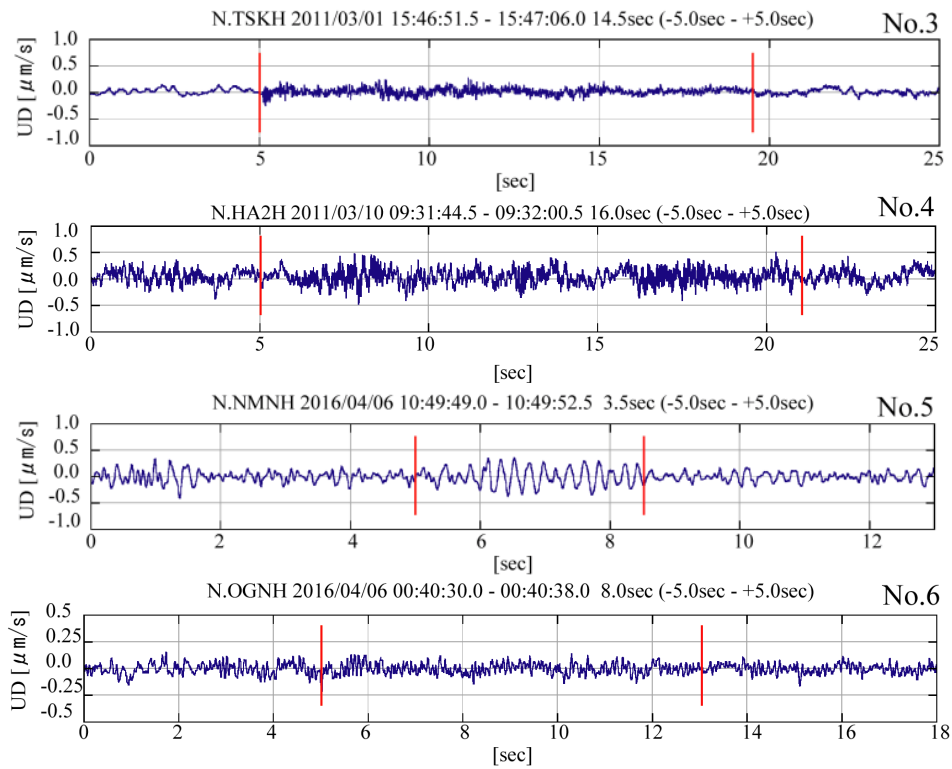 N.TSKH 2011/03/01 15:46:51.5 - 15:47:06.0 14.5sec (-5.0sec - +5.0sec)
No.3
UD [μm/s]
1.0
0.5
0.0
-0.5
-1.0
0 5 10 15 20 25
[sec]
N.HA2H 2011/03/10 09:31:44.5 - 09:32:00.5 16.0sec (-5.0sec - +5.0sec)
No.4
UD [μm/s]
1.0
0.5
0.0
-0.5
-1.0
0 5 10 15 20 25
[sec]
N.NMNH 2016/04/06 10:49:49.0 - 10:49:52.5 3.5sec (-5.0sec - +5.0sec)
No.5
UD [μm/s]
1.0
0.5
0.0
-0.5
-1.0
0 2 4 6 8 10 12
[sec]
N.OGNH 2016/04/06 00:40:30.0 - 00:40:38.0 8.0sec (-5.0sec - +5.0sec)
No.6
UD [μm/s]
0.5
0.25
0.0
-0.25
-0.5
0 2 4 6 8 10 12 14 16 18
[sec]